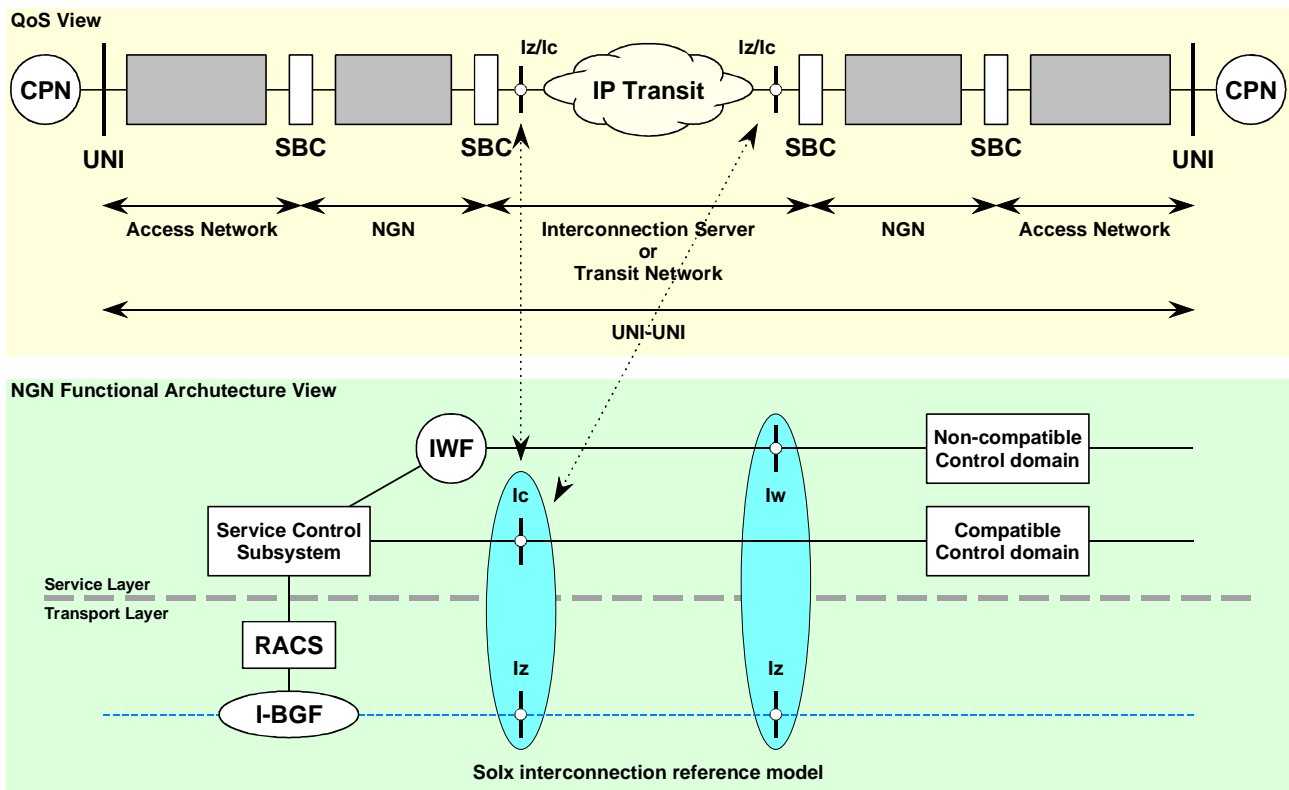 QoS View
Iz/Ic
Iz/Ic
CPN
IP Transit
CPN
UNI
SBC
SBC
SBC
SBC
UNI
Access Network
NGN
Interconnection Server
or
Transit Network
NGN
Access Network
UNI-UNI
NGN Functional Archutecture View
IWF
Non-compatible
Control domain
Ic
Iw
Service Control
Subsystem
Compatible
Control domain
Service Layer
Transport Layer
RACS
Iz
Iz
I-BGF
SoIx interconnection reference model